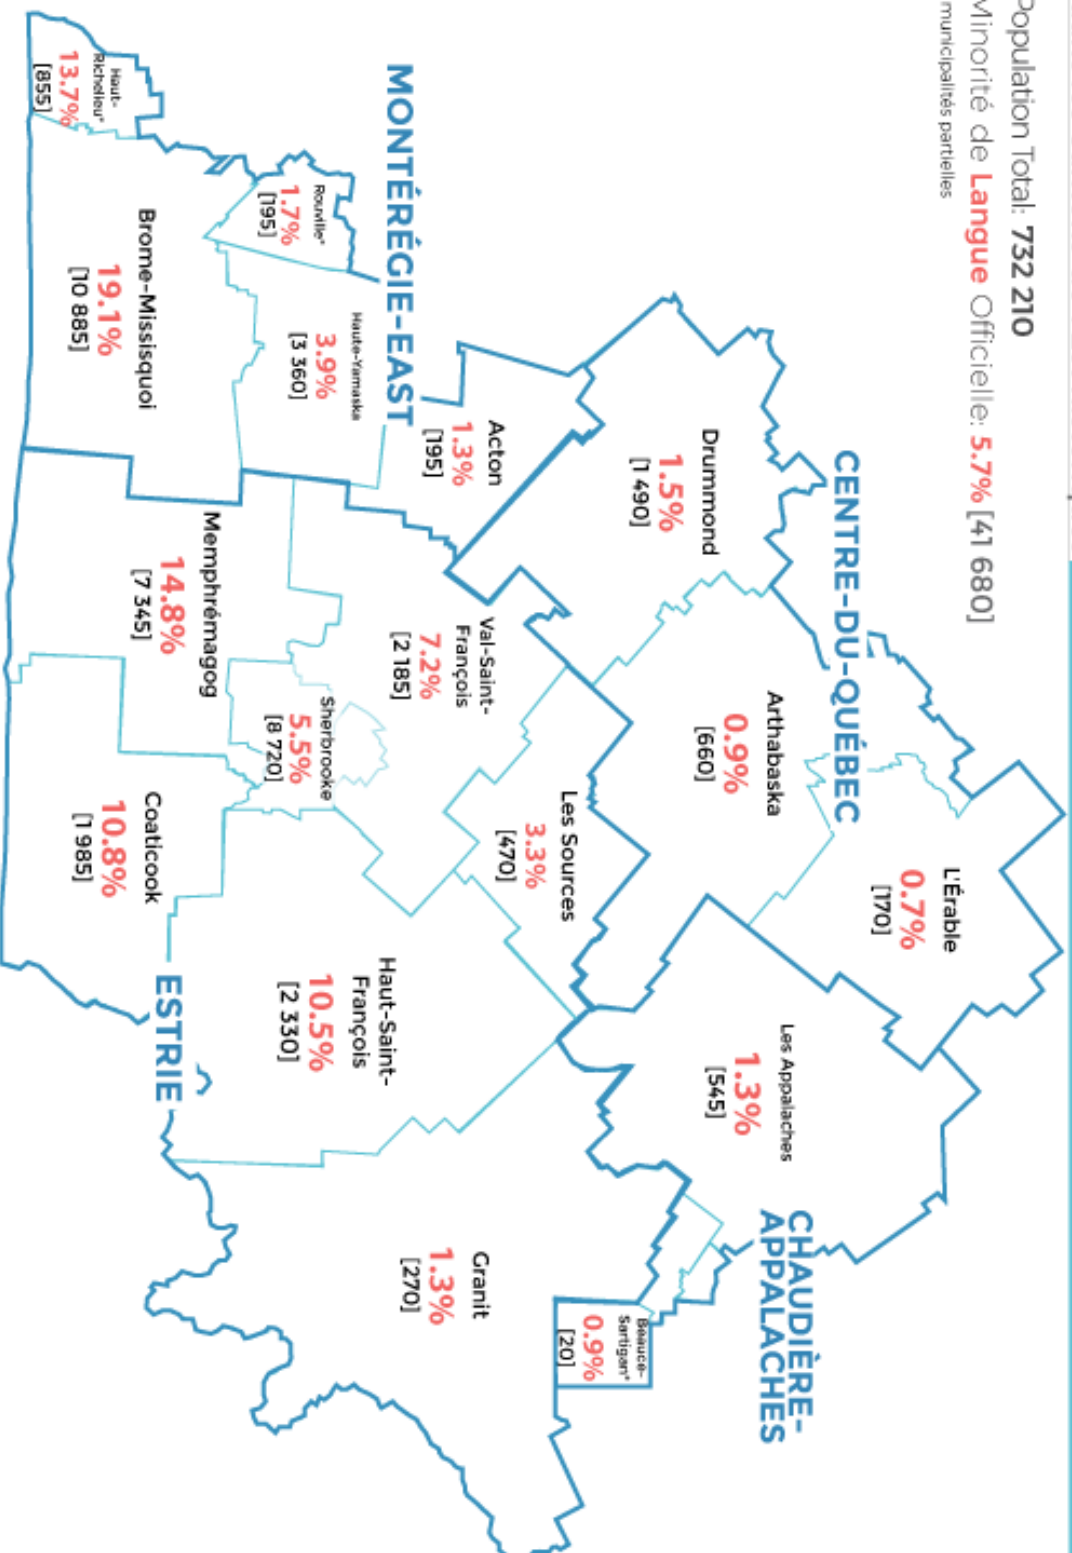 Population Total: 732 210
Minorité de Langue Officielle: 5.7% [41 680]
municipalités partielles
CENTRE-DU-QUÉBEC
L'Érable
0.7%
[170]
Arthabaska
0.9%
[660]
Drummond
1.5%
[1 490]
CHAUDIÈRE-
APPALACHES
Les Appalaches
1.3%
[545]
Beauce-
Sartigan*
0.9%
[20]
MONTÉRÉGIE-EAST
Acton
1.3%
[195]
Haute-Yamaska
3.9%
[3 360]
Rouville*
1.7%
[195]
Haut-
Richelieu*
13.7%
[855]
Brome-Missisquoi
19.1%
[10 885]
Les Sources
3.3%
[470]
Val-Saint-
François
7.2%
[2 185]
Granit
1.3%
[270]
Haut-Saint-
François
10.5%
[2 330]
Sherbrooke
5.5%
[8 720]
Memphrémagog
14.8%
[7 345]
Coaticook
10.8%
[1 985]
ESTRIE